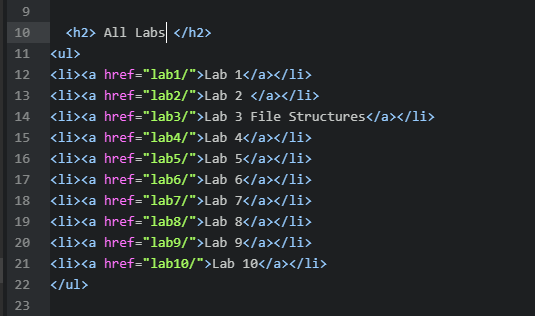 9
10 <h2> All Labs </h2>
11 <ul>
12 <li><a href="lab1/">Lab 1</a></li>
13 <li><a href="lab2/">Lab 2 </a></li>
14 <li><a href="lab3/">Lab 3 File Structures</a></li>
15 <li><a href="lab4/">Lab 4</a></li>
16 <li><a href="lab5/">Lab 5</a></li>
17 <li><a href="lab6/">Lab 6</a></li>
18 <li><a href="lab7/">Lab 7</a></li>
19 <li><a href="lab8/">Lab 8</a></li>
20 <li><a href="lab9/">Lab 9</a></li>
21 <li><a href="lab10/">Lab 10</a></li>
22 </ul>
23